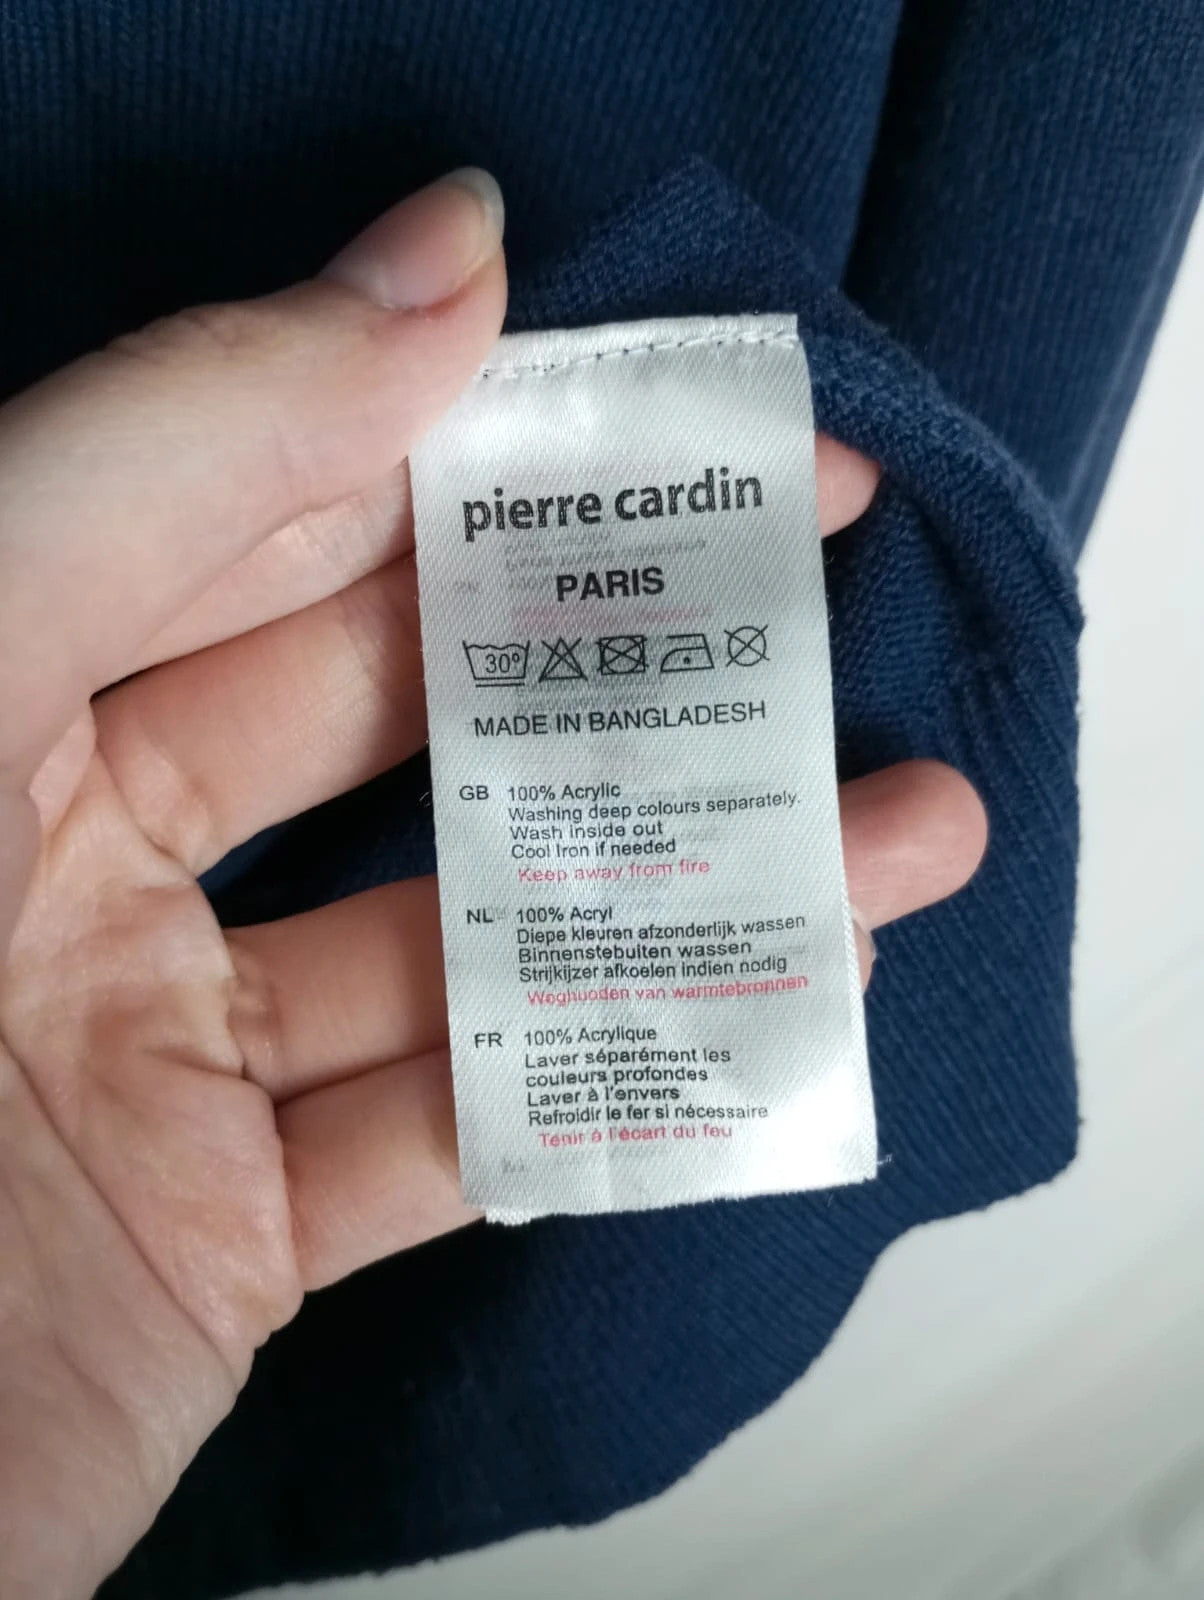 pierre cardin
PARIS
30°
MADE IN BANGLADESH
GB 100% Acrylic
Washing deep colours separately.
Wash inside out
Cool Iron if needed
Keep away from fire
NL 100% Acryl
Diepe kleuren afzonderlijk wassen
Binnenstebuiten wassen
Strijkijzer afkoelen indien nodig
Weghuoden van warmtebronnen
FR 100% Acrylique
Laver séparément les
couleurs profondes
Laver à l'envers
Refroidir le fer si nécessaire
Tenir à l'écart du feu